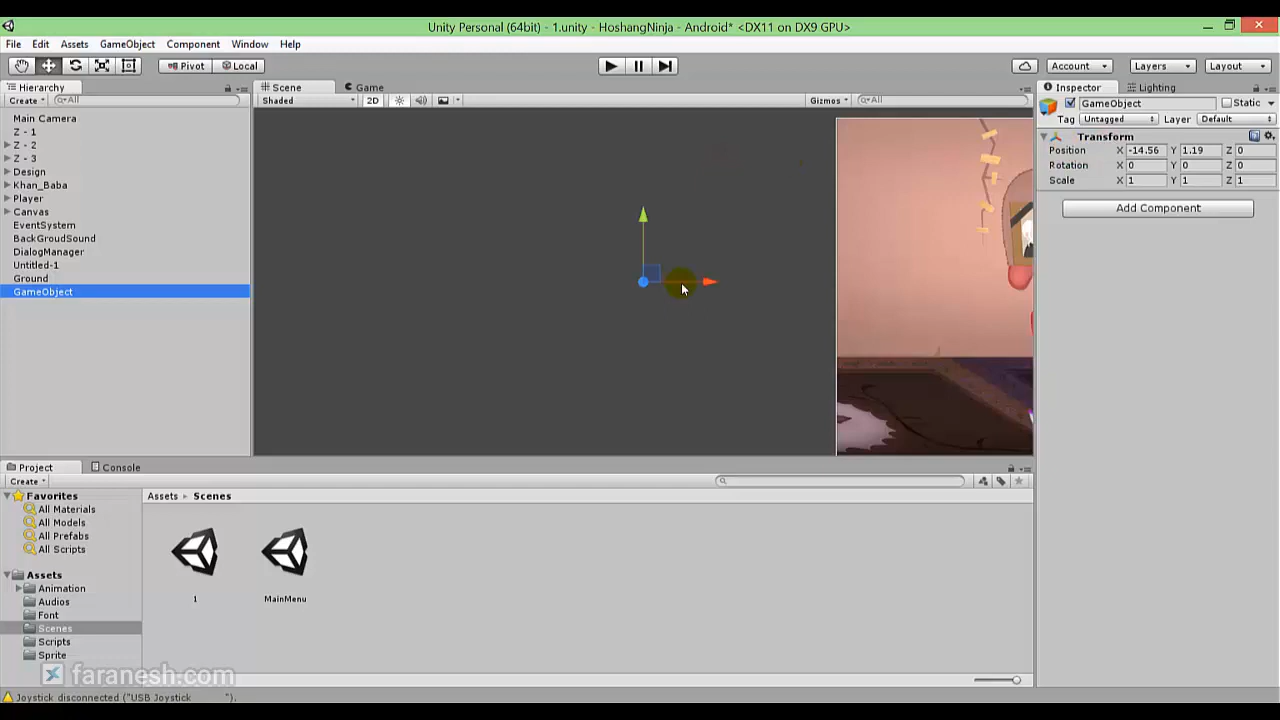 Unity Personal (64bit) - 1.unity - HoshangNinja - Android* <DX11 on DX9 GPU>
File Edit Assets GameObject Component Window Help
Pivot Local Account Layers Layout
Hierarchy
Create All
Main Camera
Z - 1
Z - 2
Z - 3
Design
Khan_Baba
Player
Canvas
EventSystem
BackGroudSound
DialogManager
Untitled-1
Ground
GameObject
Scene Game
Shaded 2D Gizmos All
Inspector Lighting
GameObject Static
Tag Untagged Layer Default
Transform
Position X -14.56 Y 1.19 Z 0
Rotation X 0 Y 0 Z 0
Scale X 1 Y 1 Z 1
Add Component
Project Console
Create
Favorites
All Materials
All Models
All Prefabs
All Scripts
Assets
Animation
Audios
Font
Scenes
Scripts
Sprite
Assets Scenes
1
MainMenu
faranesh.com
Joystick disconnected ("USB Joystick ").